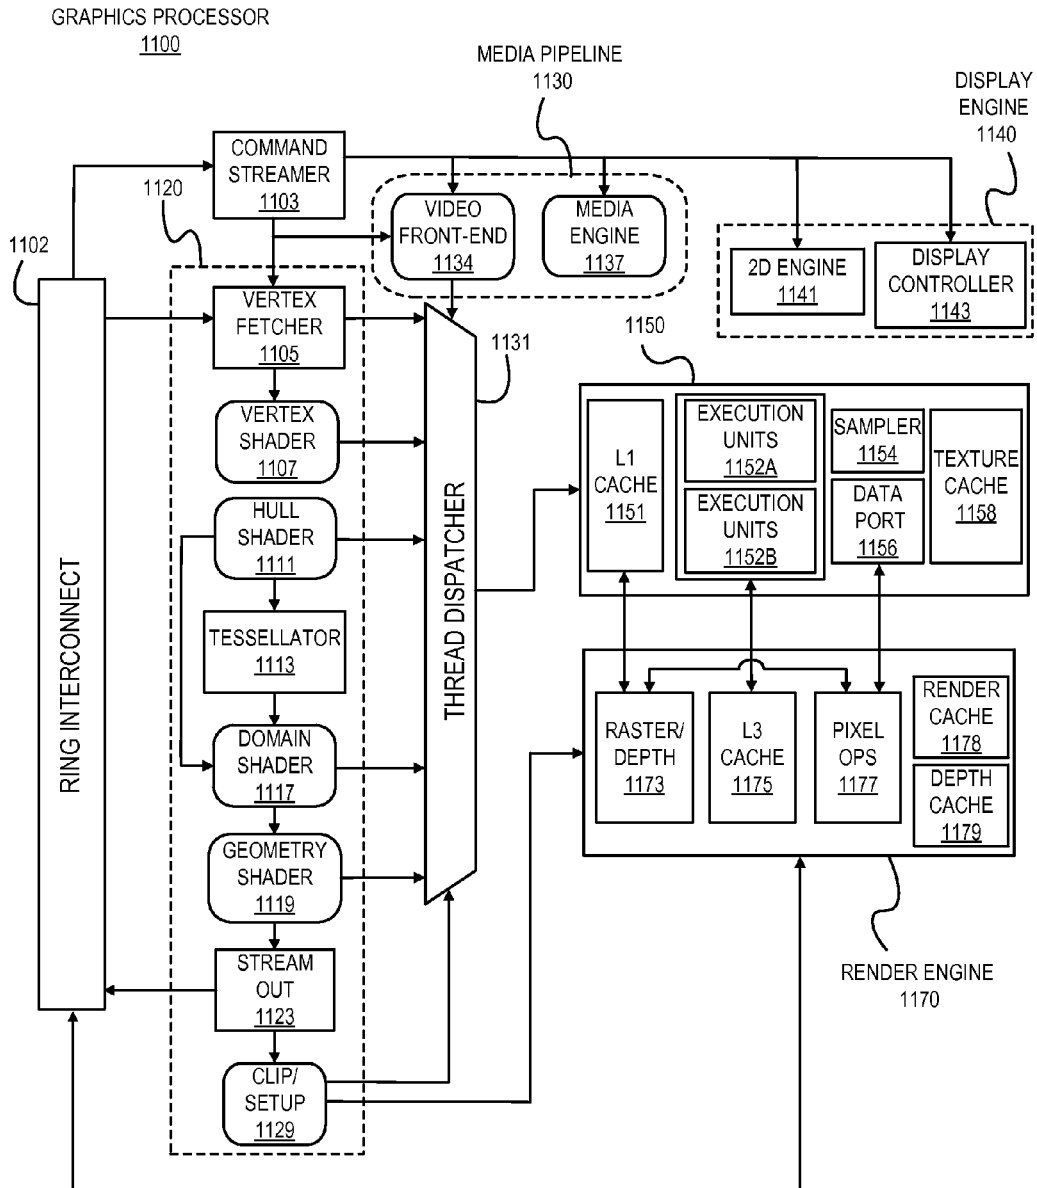 GRAPHICS PROCESSOR
1100
MEDIA PIPELINE
1130
DISPLAY
ENGINE
1140
COMMAND
STREAMER
1103
1120
VIDEO
FRONT-END
1134
MEDIA
ENGINE
1137
2D ENGINE
1141
DISPLAY
CONTROLLER
1143
1102
RING INTERCONNECT
VERTEX
FETCHER
1105
VERTEX
SHADER
1107
HULL
SHADER
1111
TESSELLATOR
1113
DOMAIN
SHADER
1117
GEOMETRY
SHADER
1119
STREAM
OUT
1123
CLIP/
SETUP
1129
THREAD DISPATCHER
1131
1150
L1
CACHE
1151
EXECUTION
UNITS
1152A
EXECUTION
UNITS
1152B
SAMPLER
1154
DATA
PORT
1156
TEXTURE
CACHE
1158
RASTER/
DEPTH
1173
L3
CACHE
1175
PIXEL
OPS
1177
RENDER
CACHE
1178
DEPTH
CACHE
1179
RENDER ENGINE
1170